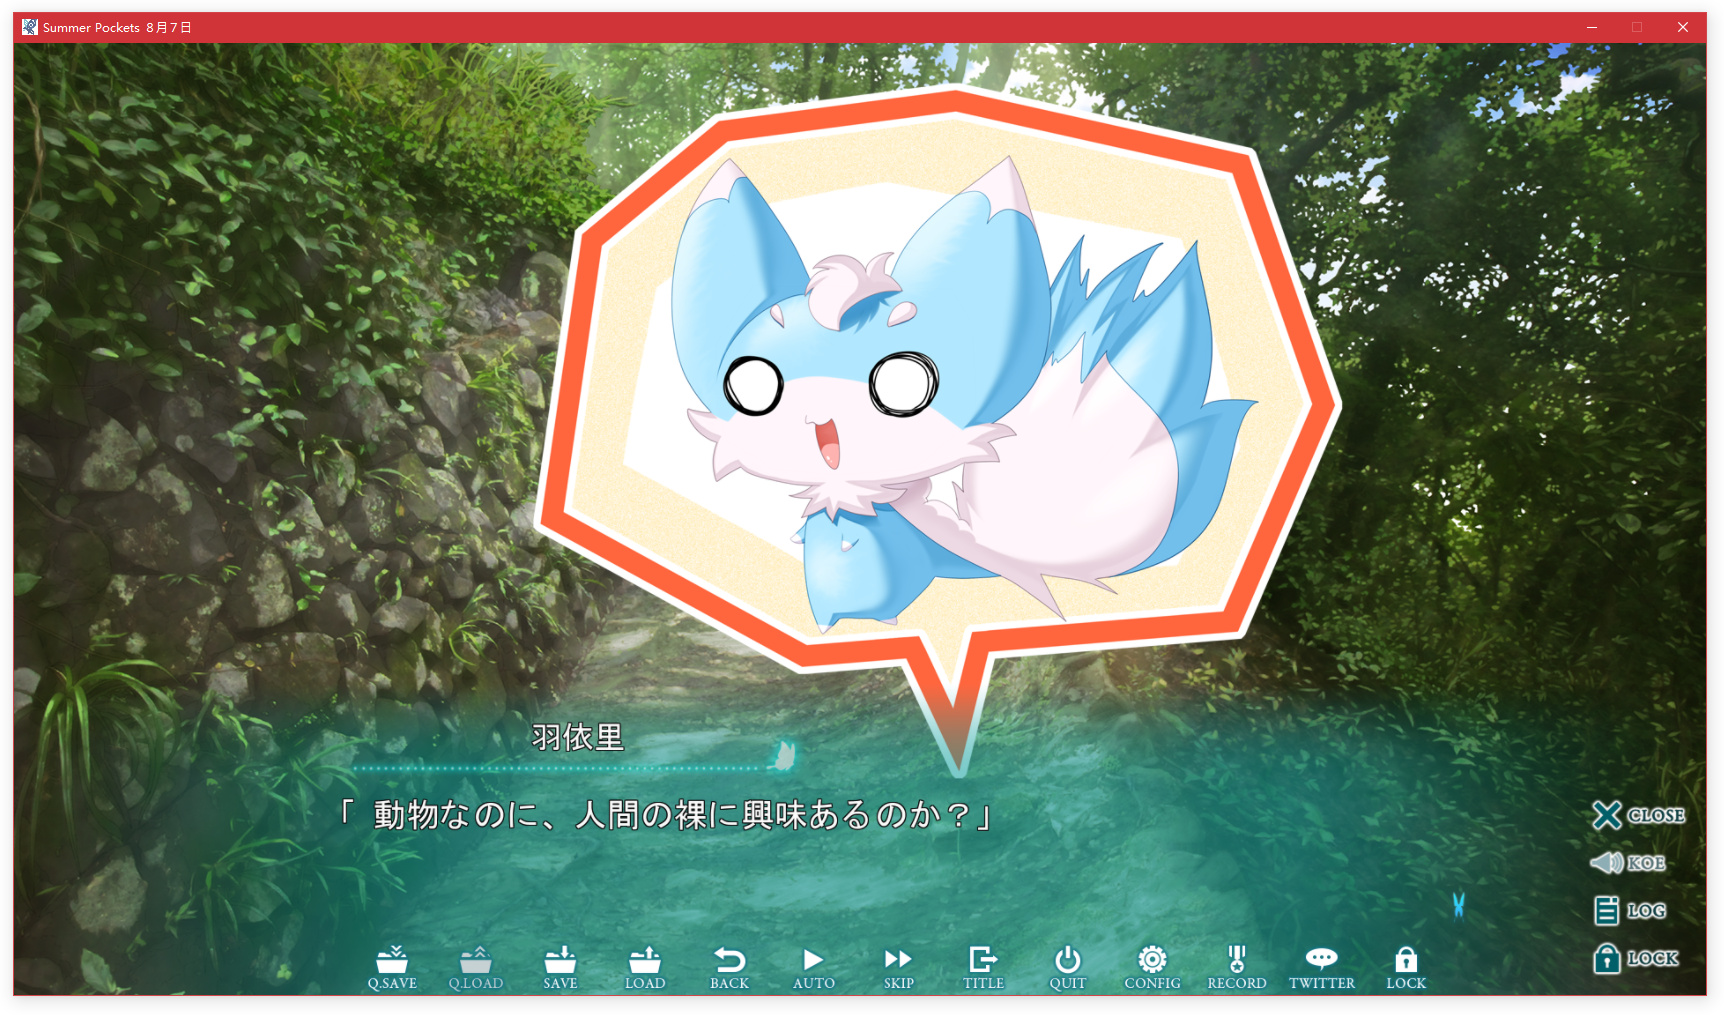 Summer Pockets ８月７日
羽依里
「 動物なのに、人間の裸に興味あるのか？」
CLOSE
KOE
LOG
LOCK
Q.SAVE Q.LOAD SAVE LOAD BACK AUTO SKIP TITLE QUIT CONFIG RECORD TWITTER LOCK